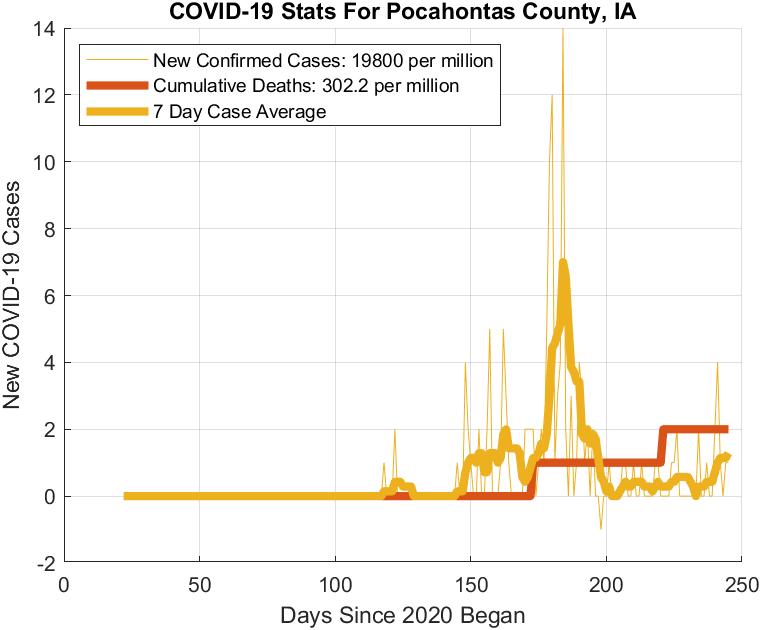 COVID-19 Stats For Pocahontas County, IA
New Confirmed Cases: 19800 per million
Cumulative Deaths: 302.2 per million
7 Day Case Average
New COVID-19 Cases
14
12
10
8
6
4
2
0
-2
0 50 100 150 200 250
Days Since 2020 Began